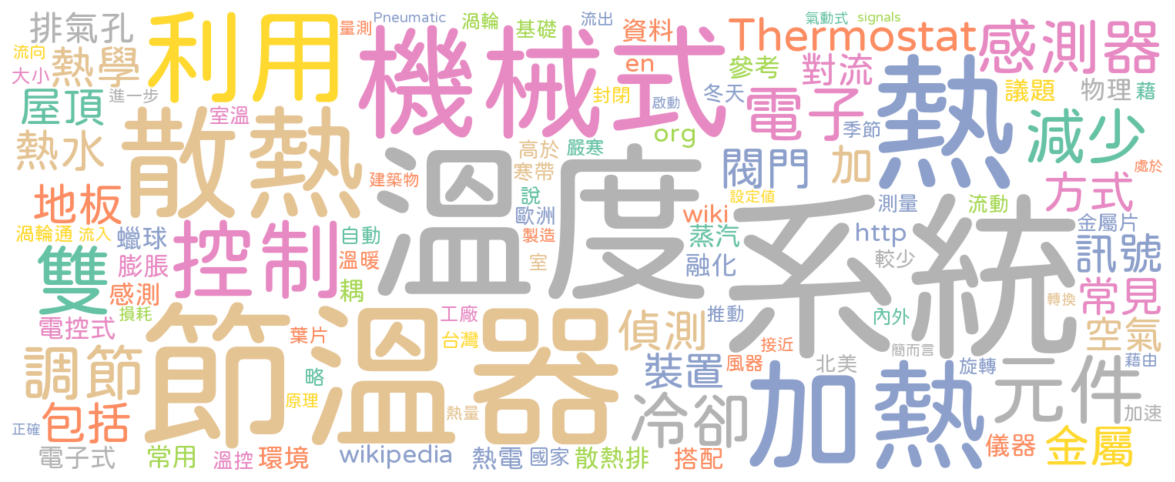 排氣孔 利用 機械式 量測 Pneumatic 渦輪 基礎 流出 資料 Thermostat 氣動式 signals 感測器
流向 熱學 en 參考 對流
大小 進一步 封閉 冬天 電子 熱 議題 物理 藉
屋頂 室溫 散熱 啟動 org 季節 減少
熱水 高於 嚴寒 閥門 加 處於
地板 建築物 寒帶 溫度 說 設定值 方式
歐洲 wiki 系統 測量 流動 金屬片
渦輪通 流入 蠟球 控制 自動 製造 蒸汽 http 訊號
雙 膨脹 溫暖 室 融化 較少
感測 耦 常見
電控式 損耗 節溫器 工廠 偵測 推動 內外 轉換
調節 葉片 台灣 接近 簡而言 空氣
略 裝置 風器 加熱 北美 旋轉 元件 藉由
包括 原理 熱量 冷卻 加速
正確 儀器 金屬
電子式 常用 溫控 環境 wikipedia 熱電 國家 散熱排 搭配